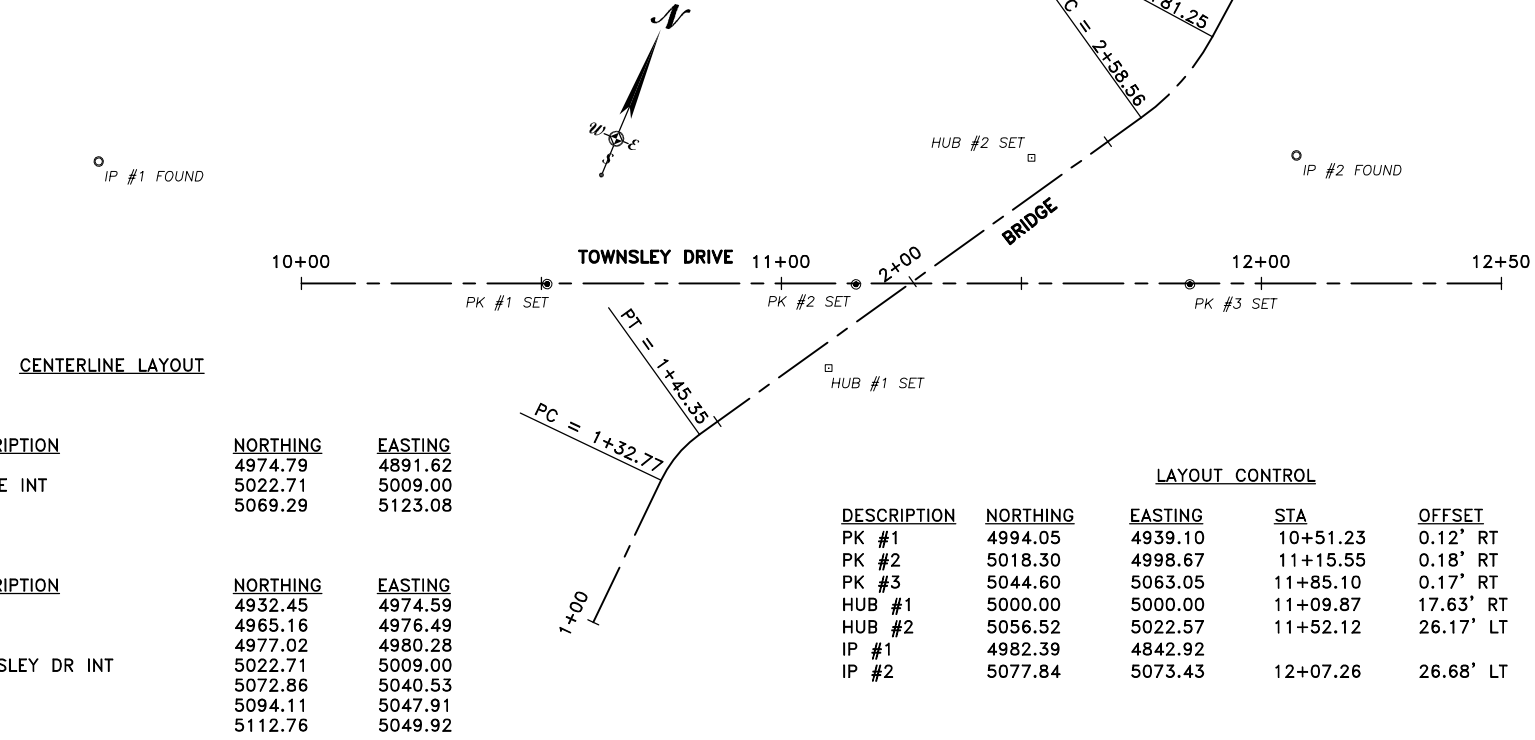 N
W
E
S
C = 2+58.56
81.25
HUB #2 SET
IP #1 FOUND
IP #2 FOUND
BRIDGE
TOWNSLEY DRIVE
10+00
11+00
2+00
12+00
12+50
PK #1 SET
PK #2 SET
PK #3 SET
PT = 1+45.35
HUB #1 SET
PC = 1+32.77
1+00
CENTERLINE LAYOUT
RIPTION NORTHING EASTING
4974.79 4891.62
E INT 5022.71 5009.00
5069.29 5123.08
RIPTION NORTHING EASTING
4932.45 4974.59
4965.16 4976.49
4977.02 4980.28
SLEY DR INT 5022.71 5009.00
5072.86 5040.53
5094.11 5047.91
5112.76 5049.92
LAYOUT CONTROL
DESCRIPTION NORTHING EASTING STA OFFSET
PK #1 4994.05 4939.10 10+51.23 0.12' RT
PK #2 5018.30 4998.67 11+15.55 0.18' RT
PK #3 5044.60 5063.05 11+85.10 0.17' RT
HUB #1 5000.00 5000.00 11+09.87 17.63' RT
HUB #2 5056.52 5022.57 11+52.12 26.17' LT
IP #1 4982.39 4842.92
IP #2 5077.84 5073.43 12+07.26 26.68' LT